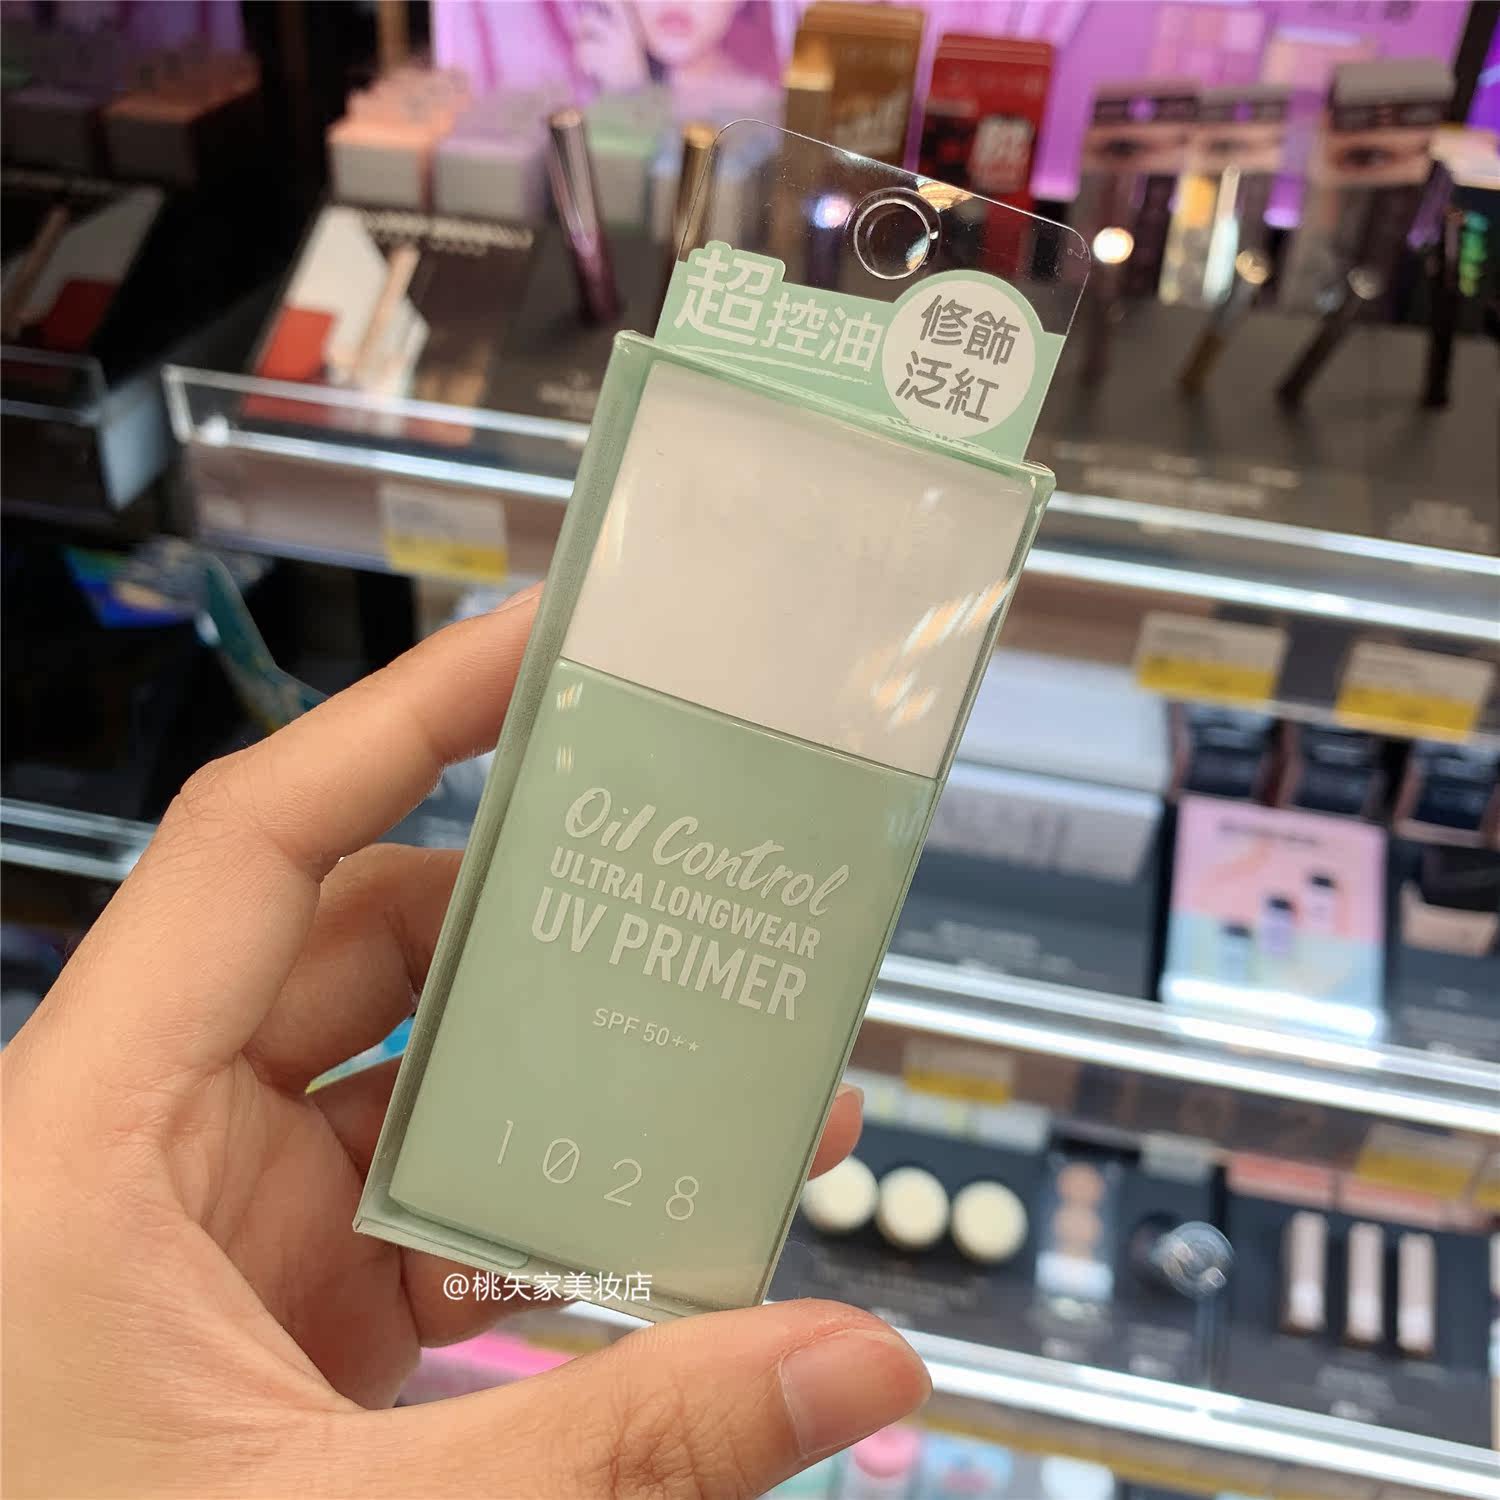 超控油
修飾
泛紅
Oil Control
ULTRA LONGWEAR
UV PRIMER
SPF 50+**
1028
@桃矢家美妆店